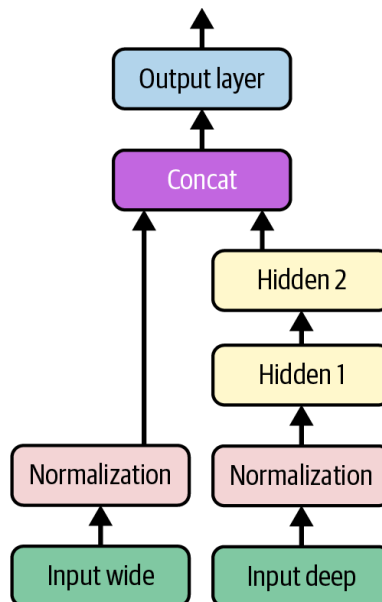 Output layer
Concat
Hidden 2
Hidden 1
Normalization
Normalization
Input wide
Input deep